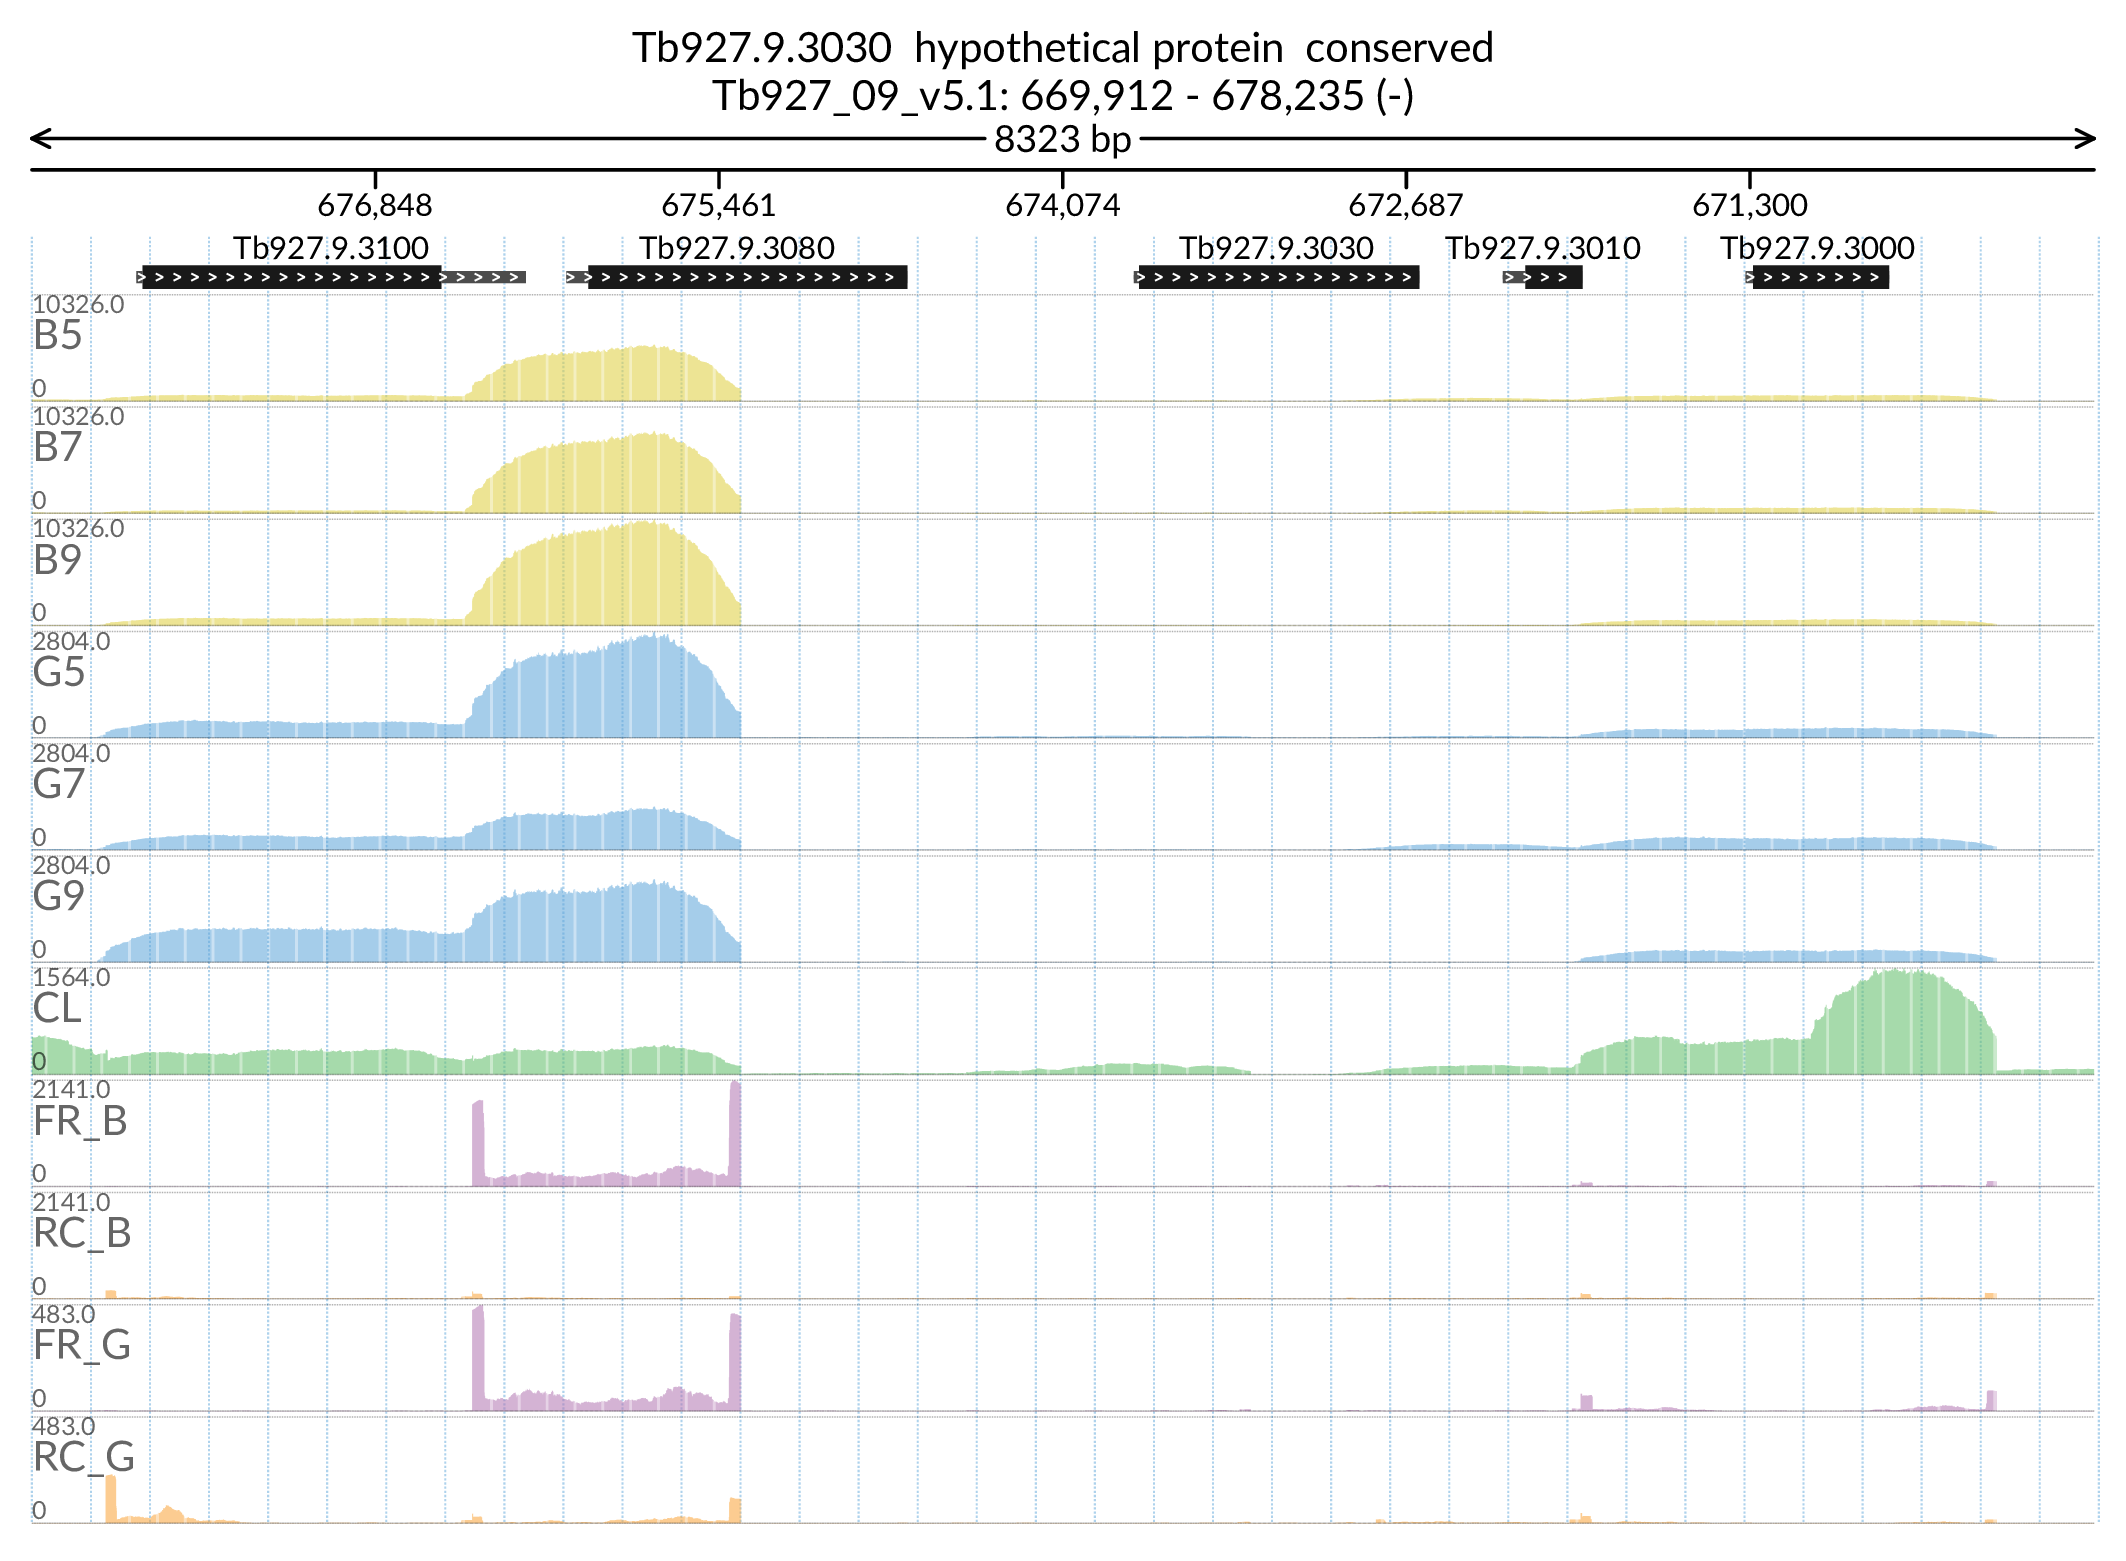 Tb927.9.3030  hypothetical protein  conserved
Tb927_09_v5.1: 669,912 - 678,235 (-)
8323 bp
676,848 675,461 674,074 672,687 671,300
Tb927.9.3100 Tb927.9.3080 Tb927.9.3030 Tb927.9.3010 Tb927.9.3000
10326.0
B5
0
10326.0
B7
0
10326.0
B9
0
2804.0
G5
0
2804.0
G7
0
2804.0
G9
0
1564.0
CL
0
2141.0
FR_B
0
2141.0
RC_B
0
483.0
FR_G
0
483.0
RC_G
0